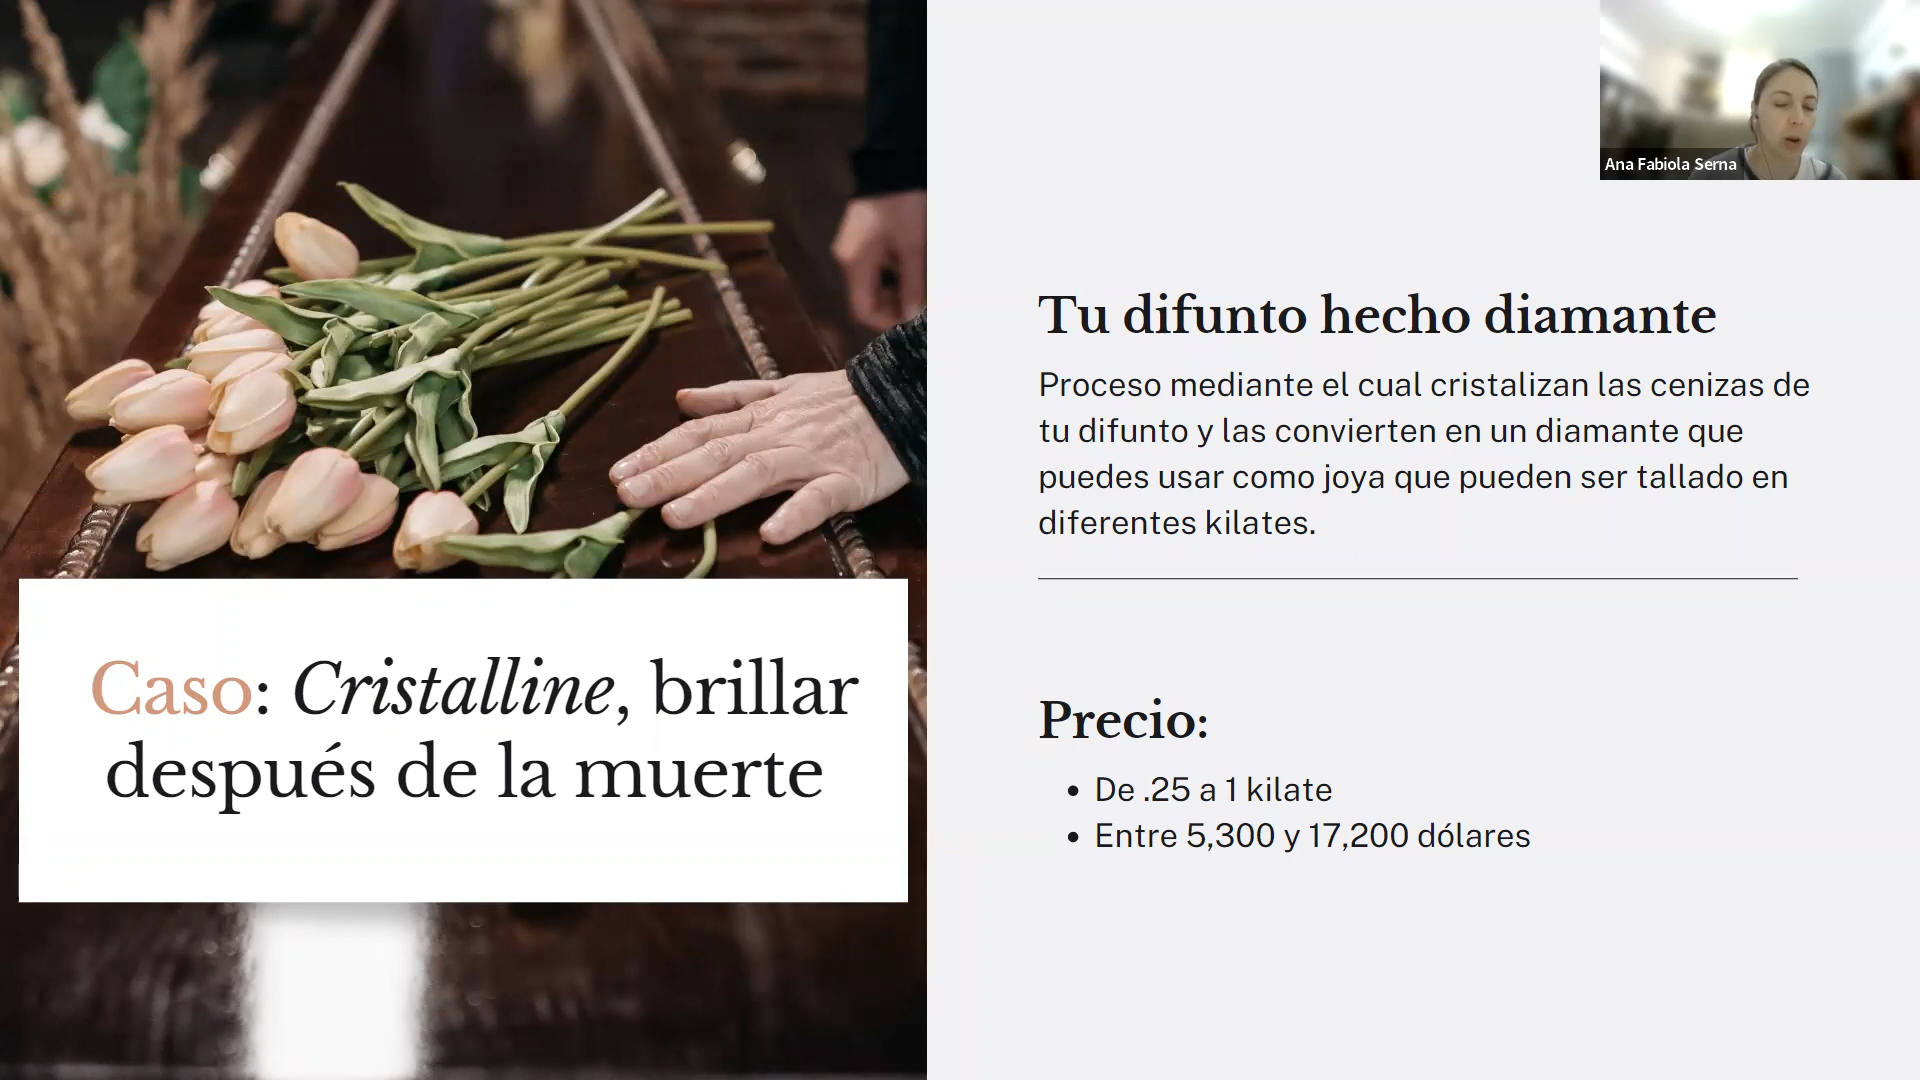 Ana Fabiola Serna
Tu difunto hecho diamante
Proceso mediante el cual cristalizan las cenizas de
tu difunto y las convierten en un diamante que
puedes usar como joya que pueden ser tallado en
diferentes kilates.
Caso: Cristalline, brillar
después de la muerte
Precio:
• De .25 a 1 kilate
• Entre 5,300 y 17,200 dólares